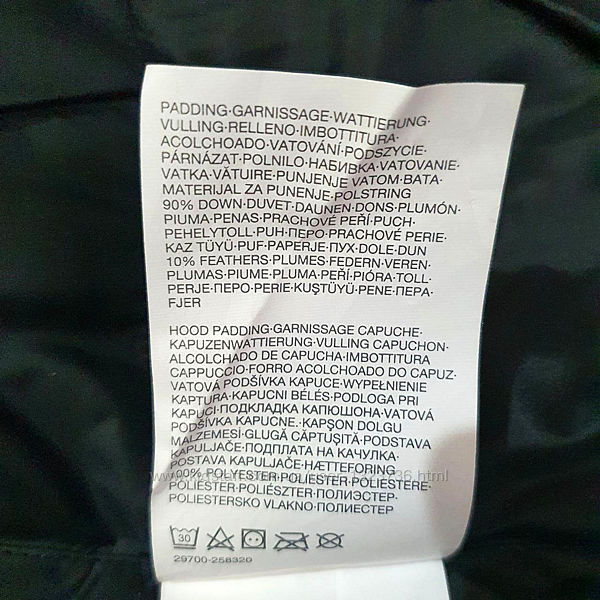 PADDING·GARNISSAGE·WATTIERUNG·
VULLING·RELLENO·IMBOTTITURA·
ACOLCHOADO·VATOVÁNÍ·PODSZYCIE·
PÁRNÁZAT·POLNILO·НАБИВКА·VATOVANIE·
VATKA·VĂTUIRE·PUNJENJE VATOM·ВАТА·
MATERIJAL ZA PUNENJE·POLSTRING
90% DOWN·DUVET·DAUNEN·DONS·PLUMÓN·
PIUMA·PENAS·PRACHOVÉ PEŘÍ·PUCH·
PEHELYTOLL·PUH·ПЕРО·PRACHOVÉ PERIE·
KAZ TÜYÜ·PUF·PAPERJE·ПУХ·DOLE·DUN
10% FEATHERS·PLUMES·FEDERN·VEREN·
PLUMAS·PIUME·PLUMA·PEŘÍ·PIÓRA·TOLL·
PERJE·ПЕРО·PERIE·KUŞTÜYÜ·PENE·ПЕРА·
FJER
HOOD PADDING·GARNISSAGE CAPUCHE·
KAPUZENWATTIERUNG·VULLING CAPUCHON·
ALCOLCHADO DE CAPUCHA·IMBOTTITURA
CAPPUCCIO·FORRO ACOLCHOADO DO CAPUZ·
VATOVÁ PODŠÍVKA KAPUCE·WYPEŁNIENIE
KAPTURA·KAPUCNI BÉLÉS·PODLOGA PRI
KAPUCI·ПОДКЛАДКА КАПЮШОНА·VATOVÁ
PODŠÍVKA KAPUCNE·KAPŞON DOLGU
MALZEMESI·GLUGĂ CĂPTUŞITĂ·PODSTAVA
KAPULJAČE·ПОДПЛАТА НА КАЧУЛКА·
POSTAVA KAPULJAČE·HÆTTEFORING
100% POLYESTER·POLYESTER·POLIESTERE·
POLIESTER·POLIÉSZTER·ПОЛИЭСТЕР·
POLIESTERSKO VLAKNO·ПОЛИЕСТЕР
30
29700-258320